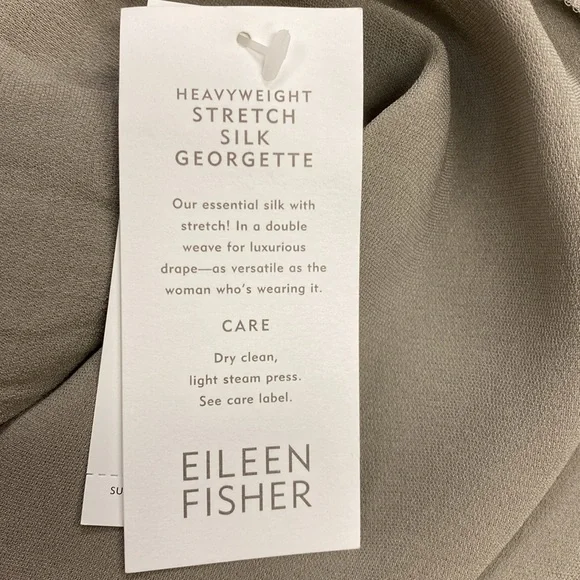 HEAVYWEIGHT
STRETCH
SILK
GEORGETTE
Our essential silk with
stretch! In a double
weave for luxurious
drape—as versatile as the
woman who's wearing it.
CARE
Dry clean,
light steam press.
See care label.
EILEEN
FISHER